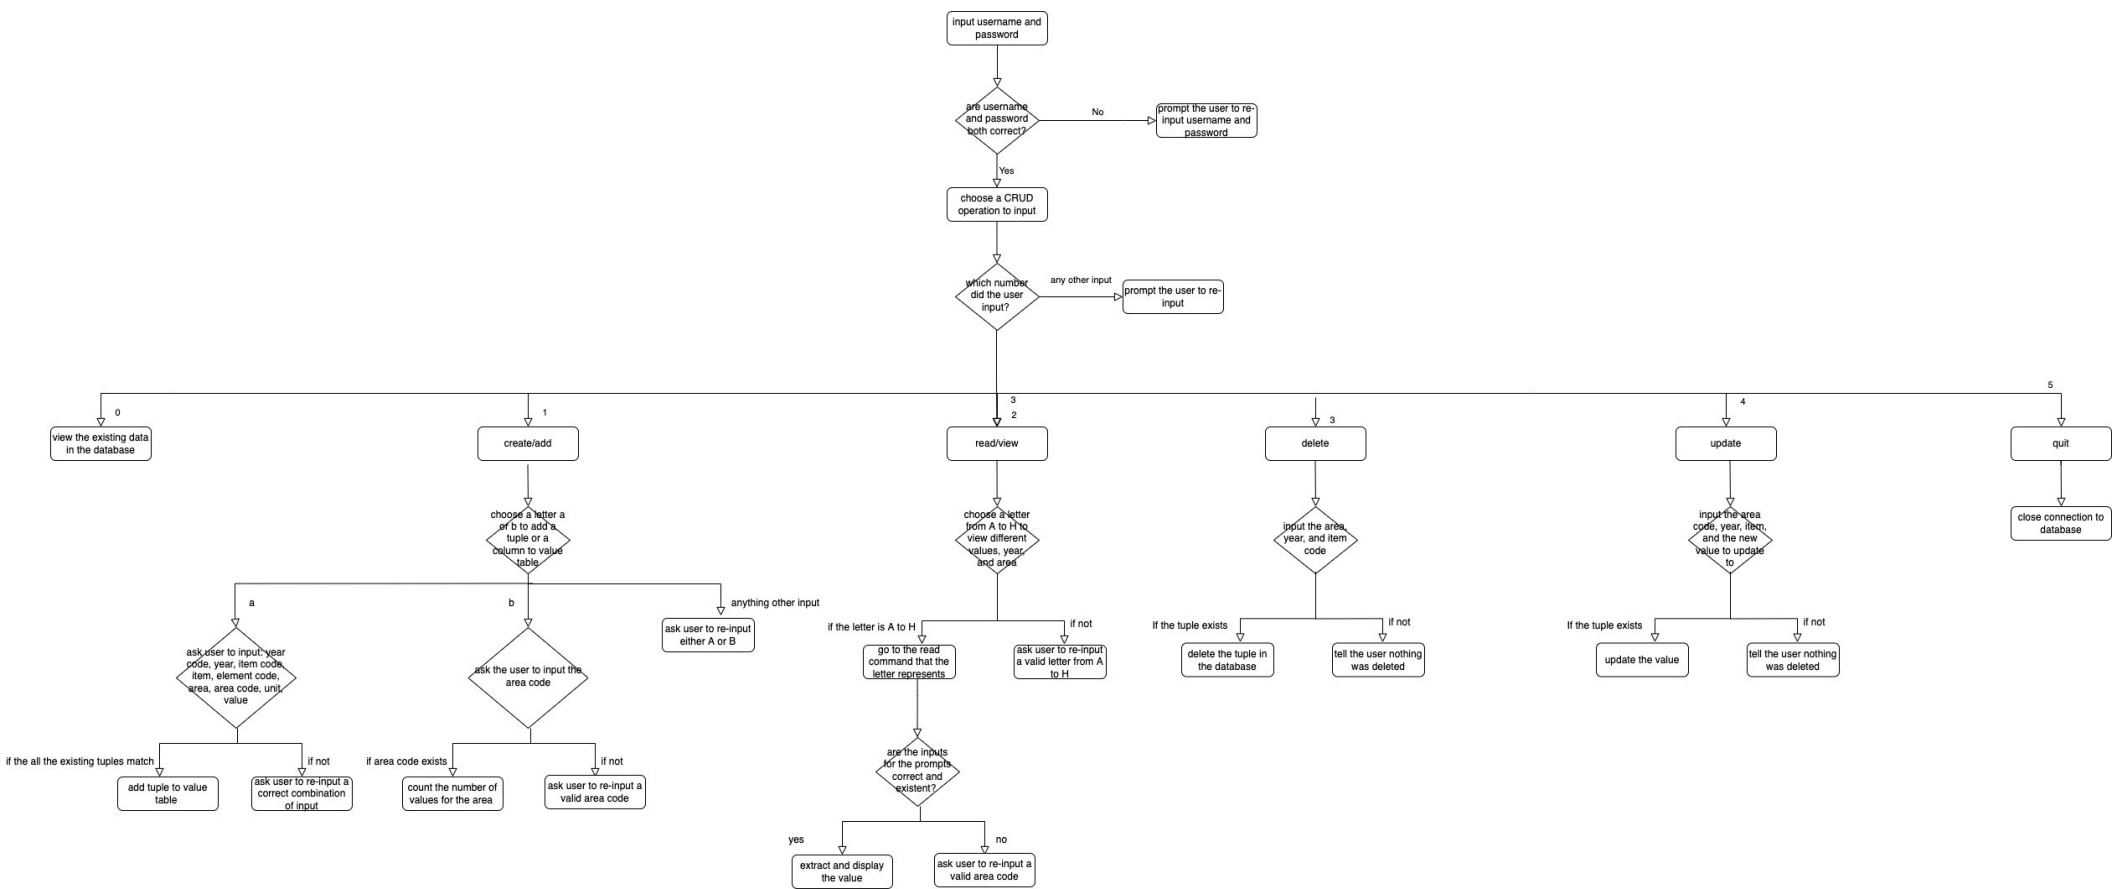 input username and
password
are username
and password
both correct?
No
prompt the user to re-
input username and
password
Yes
choose a CRUD
operation to input
which number
did the user
input?
any other input
prompt the user to re-
input
0
1
3
2
3
4
5
view the existing data
in the database
create/add
read/view
delete
update
quit
choose a letter a
or b to add a
tuple or a
column to value
table
choose a letter
from A to H to
view different
values, year,
and area
input the area,
year, and item
code
input the area
code, year, item,
and the new
value to update
to
close connection to
database
a
b
anything other input
ask user to re-input
either A or B
if the letter is A to H
if not
go to the read
command that the
letter represents
ask user to re-input
a valid letter from A
to H
If the tuple exists
if not
delete the tuple in
the database
tell the user nothing
was deleted
If the tuple exists
if not
update the value
tell the user nothing
was deleted
ask user to input: year
code, year, item code,
item, element code,
area, area code, unit,
value
ask the user to input the
area code
if the all the existing tuples match
if not
add tuple to value
table
ask user to re-input a
correct combination
of input
if area code exists
if not
count the number of
values for the area
ask user to re-input a
valid area code
are the inputs
for the prompts
correct and
existent?
yes
no
extract and display
the value
ask user to re-input a
valid area code